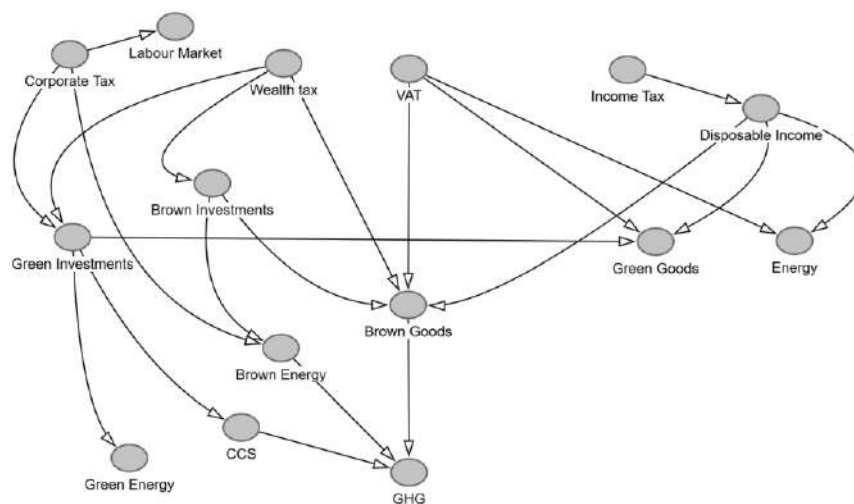 Labour Market
Corporate Tax
Wealth tax
VAT
Income Tax
Disposable Income
Brown Investments
Green Investments
Green Goods
Energy
Brown Goods
Brown Energy
CCS
Green Energy
GHG